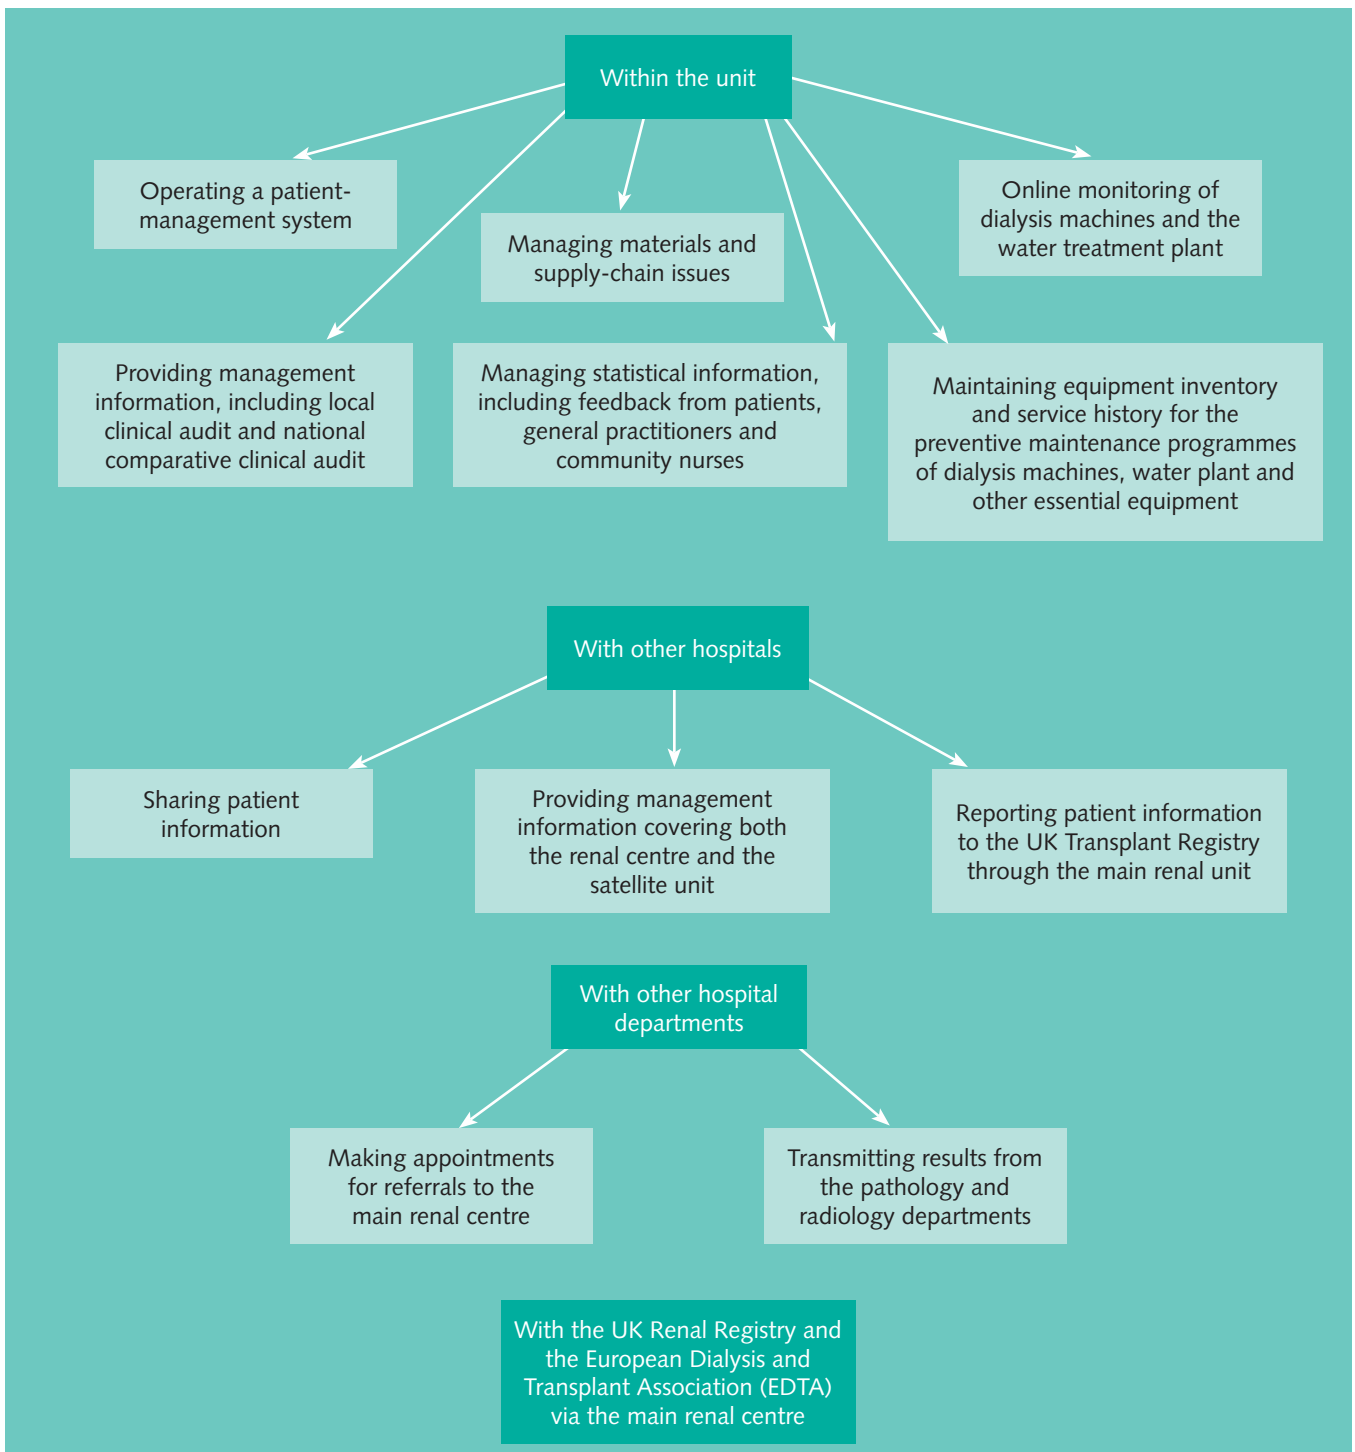 Within the unit
Operating a patient-
management system
Managing materials and
supply-chain issues
Online monitoring of
dialysis machines and the
water treatment plant
Providing management
information, including local
clinical audit and national
comparative clinical audit
Managing statistical information,
including feedback from patients,
general practitioners and
community nurses
Maintaining equipment inventory
and service history for the
preventive maintenance programmes
of dialysis machines, water plant and
other essential equipment
With other hospitals
Sharing patient
information
Providing management
information covering both
the renal centre and the
satellite unit
Reporting patient information
to the UK Transplant Registry
through the main renal unit
With other hospital
departments
Making appointments
for referrals to the
main renal centre
Transmitting results from
the pathology and
radiology departments
With the UK Renal Registry and
the European Dialysis and
Transplant Association (EDTA)
via the main renal centre